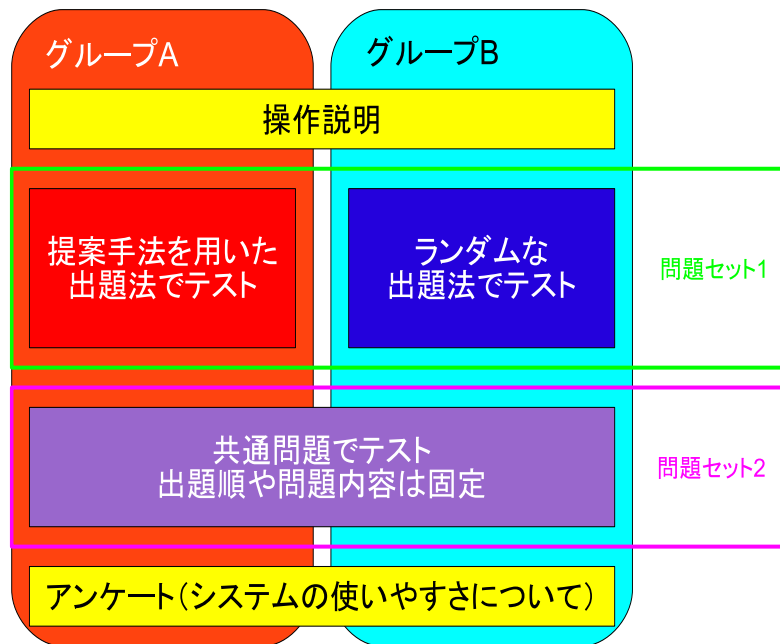 グループA
グループB
操作説明
提案手法を用いた
出題法でテスト
ランダムな
出題法でテスト
問題セット1
共通問題でテスト
出題順や問題内容は固定
問題セット2
アンケート(システムの使いやすさについて)